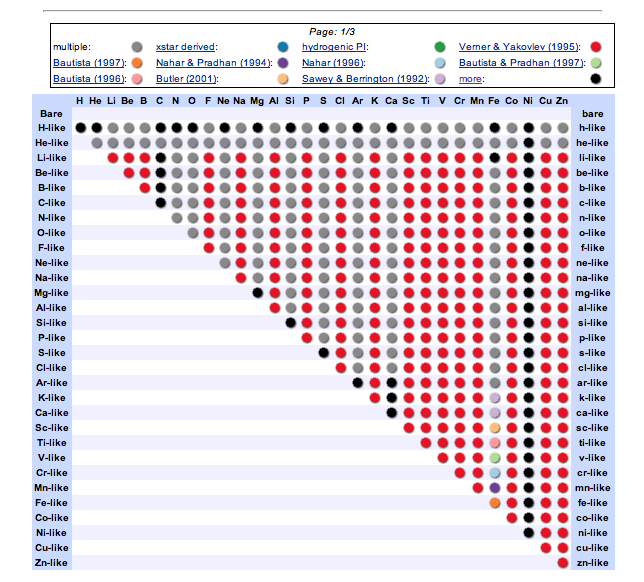 Page: 1/3
multiple: xstar derived: hydrogenic PI: Verner & Yakovlev (1995):
Bautista (1997): Nahar & Pradhan (1994): Nahar (1996): Bautista & Pradhan (1997):
Bautista (1996): Butler (2001): Sawey & Berrington (1992): more:
H He Li Be B C N O F Ne Na Mg Al Si P S Cl Ar K Ca Sc Ti V Cr Mn Fe Co Ni Cu Zn
Bare bare
H-like h-like
He-like he-like
Li-like li-like
Be-like be-like
B-like b-like
C-like c-like
N-like n-like
O-like o-like
F-like f-like
Ne-like ne-like
Na-like na-like
Mg-like mg-like
Al-like al-like
Si-like si-like
P-like p-like
S-like s-like
Cl-like cl-like
Ar-like ar-like
K-like k-like
Ca-like ca-like
Sc-like sc-like
Ti-like ti-like
V-like v-like
Cr-like cr-like
Mn-like mn-like
Fe-like fe-like
Co-like co-like
Ni-like ni-like
Cu-like cu-like
Zn-like zn-like